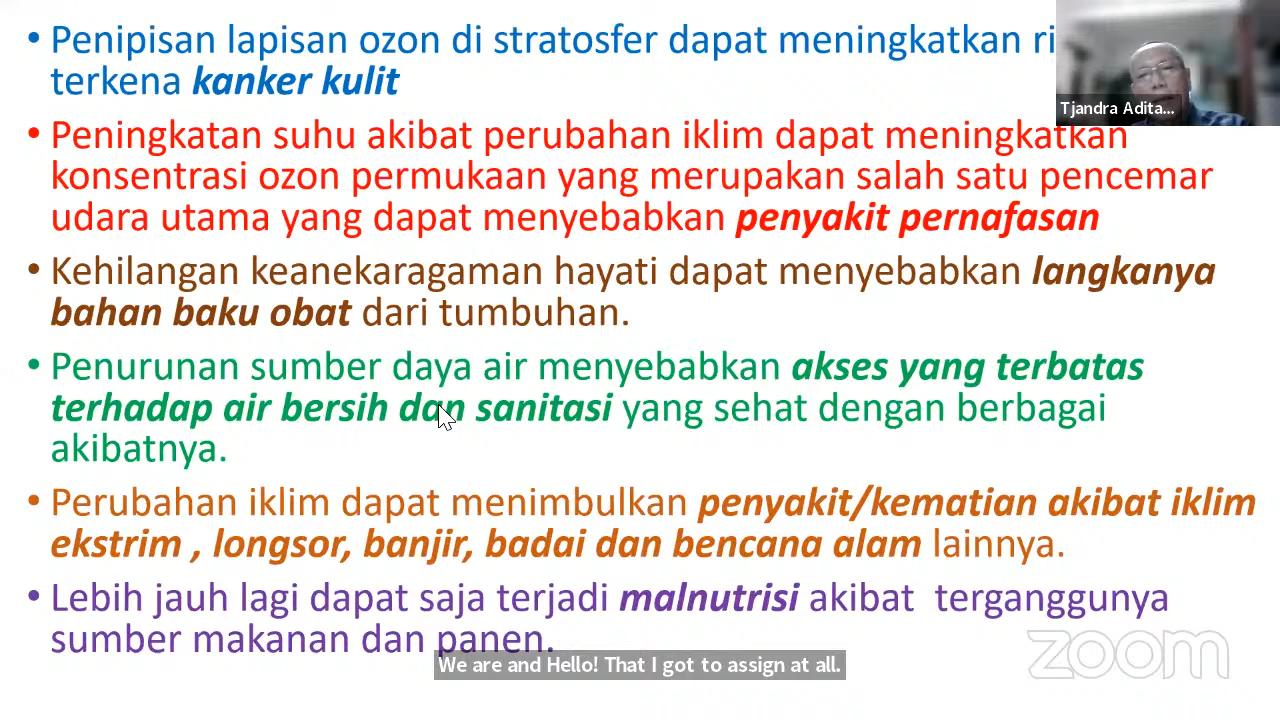 • Penipisan lapisan ozon di stratosfer dapat meningkatkan
terkena kanker kulit
Tjandra Adita...
• Peningkatan suhu akibat perubahan iklim dapat meningkatkan
konsentrasi ozon permukaan yang merupakan salah satu pencemar
udara utama yang dapat menyebabkan penyakit pernafasan
• Kehilangan keanekaragaman hayati dapat menyebabkan langkanya
bahan baku obat dari tumbuhan.
• Penurunan sumber daya air menyebabkan akses yang terbatas
terhadap air bersih dan sanitasi yang sehat dengan berbagai
akibatnya.
• Perubahan iklim dapat menimbulkan penyakit/kematian akibat iklim
ekstrim , longsor, banjir, badai dan bencana alam lainnya.
• Lebih jauh lagi dapat saja terjadi malnutrisi akibat  terganggunya
sumber makanan dan panen.
We are and Hello! That I got to assign at all.
zoom